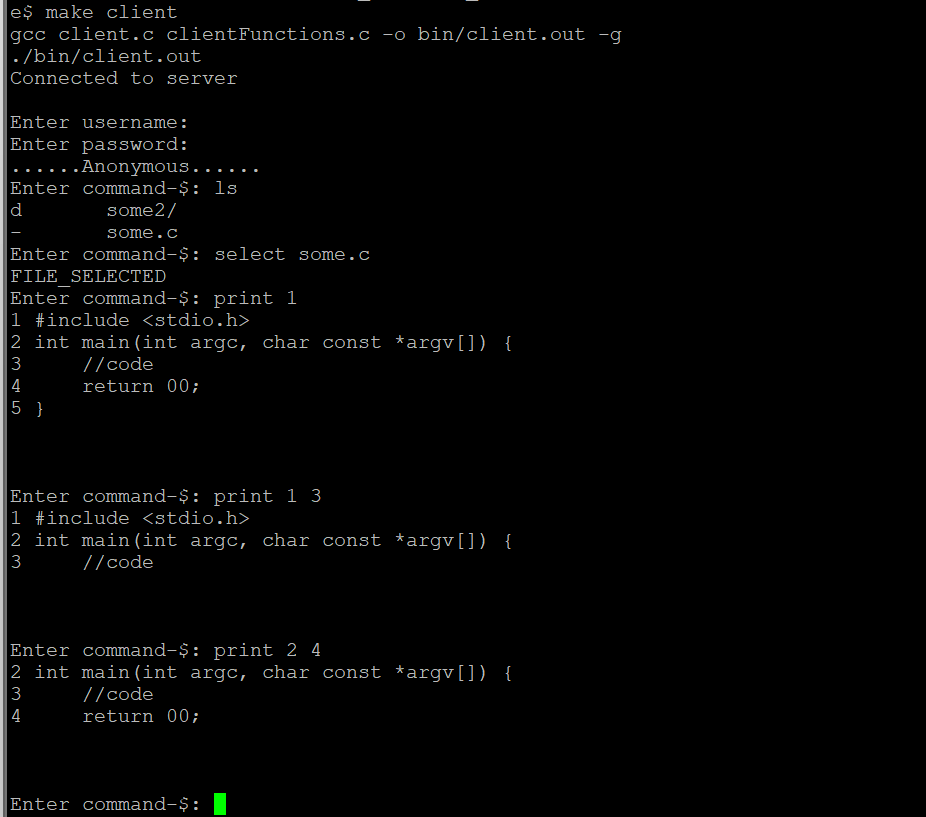 e$ make client
gcc client.c clientFunctions.c -o bin/client.out -g
./bin/client.out
Connected to server
Enter username:
Enter password:
......Anonymous......
Enter command-$: ls
d       some2/
-       some.c
Enter command-$: select some.c
FILE_SELECTED
Enter command-$: print 1
1 #include <stdio.h>
2 int main(int argc, char const *argv[]) {
3     //code
4     return 00;
5 }
Enter command-$: print 1 3
1 #include <stdio.h>
2 int main(int argc, char const *argv[]) {
3     //code
Enter command-$: print 2 4
2 int main(int argc, char const *argv[]) {
3     //code
4     return 00;
Enter command-$: